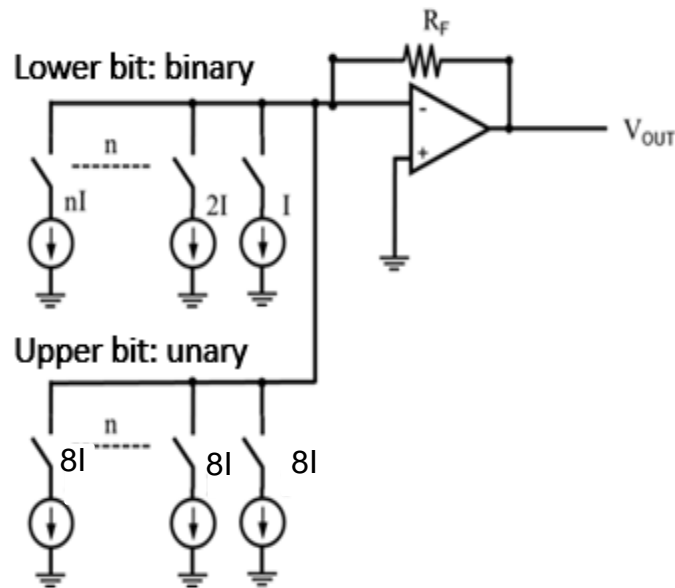 R_F
Lower bit: binary
-
+
V_OUT
n
nI
2I
I
Upper bit: unary
n
8I
8I
8I